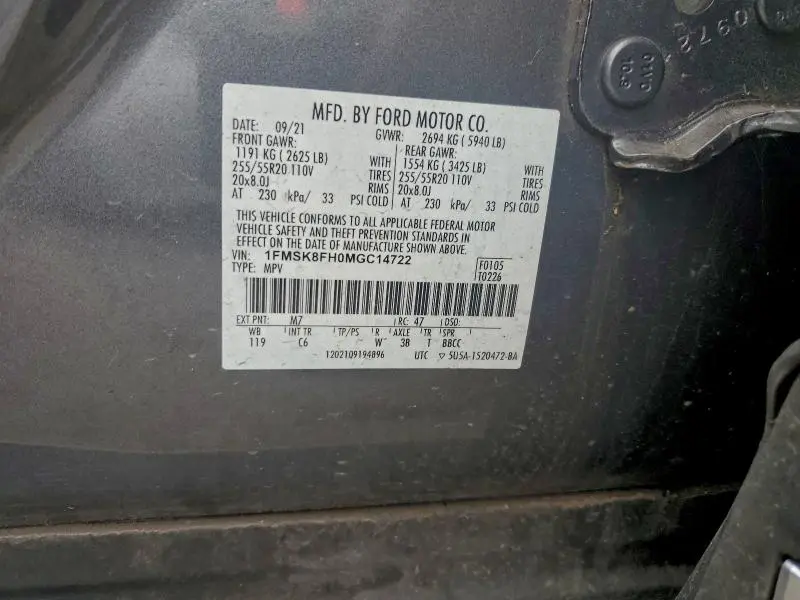 0972
OTVO
10.9
MFD. BY FORD MOTOR CO.
DATE: 09/21 GVWR: 2694 KG ( 5940 LB)
FRONT GAWR: REAR GAWR:
1191 KG ( 2625 LB) WITH 1554 KG ( 3425 LB) WITH
255/55R20 110V TIRES 255/55R20 110V TIRES
20x8.0J RIMS 20x8.0J RIMS
AT 230 kPa/ 33 PSI COLD AT 230 kPa/ 33 PSI COLD
THIS VEHICLE CONFORMS TO ALL APPLICABLE FEDERAL MOTOR
VEHICLE SAFETY AND THEFT PREVENTION STANDARDS IN
EFFECT ON THE DATE OF MANUFACTURE SHOWN ABOVE.
VIN: 1FMSK8FH0MGC14722 F0105
TYPE: MPV T0226
EXT PNT: M7 RC: 47 DSO:
WB INT TR TP/PS R AXLE TR SPR
119 C6 W 3B T BBCC
1202109194896 UTC ▽ 5U5A-1520472-BA